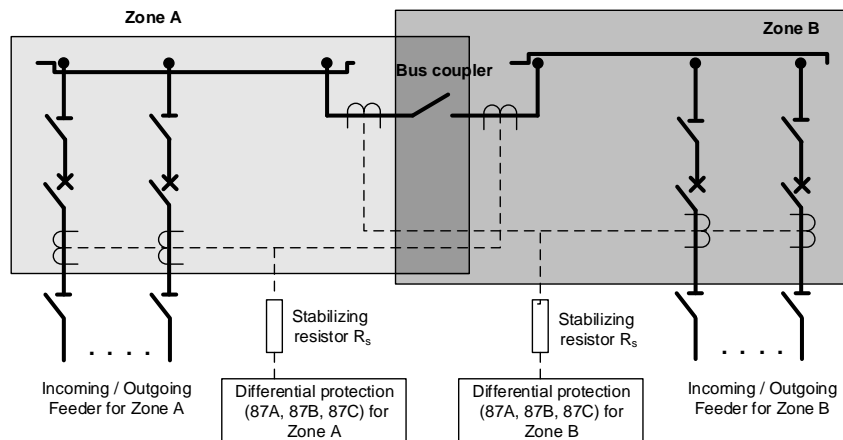 Zone A
Zone B
Bus coupler
Stabilizing
resistor Rs
Stabilizing
resistor Rs
. . . .
. . . .
Incoming / Outgoing
Feeder for Zone A
Differential protection
(87A, 87B, 87C) for
Zone A
Differential protection
(87A, 87B, 87C) for
Zone B
Incoming / Outgoing
Feeder for Zone B